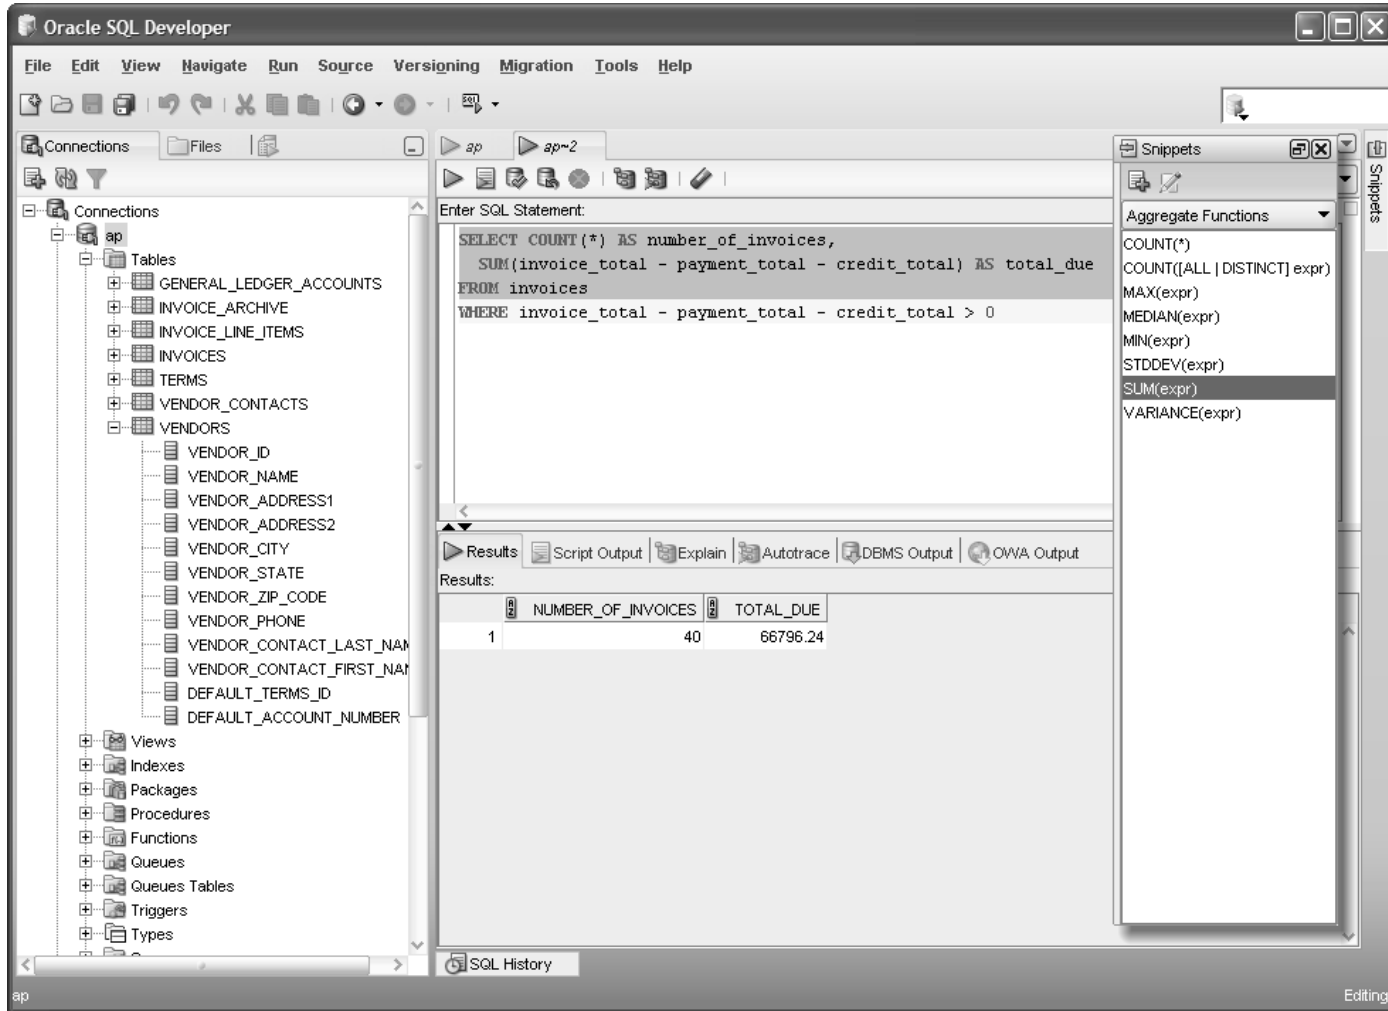 Oracle SQL Developer
File Edit View Navigate Run Source Versioning Migration Tools Help
Connections Files
Connections
ap
Tables
GENERAL_LEDGER_ACCOUNTS
INVOICE_ARCHIVE
INVOICE_LINE_ITEMS
INVOICES
TERMS
VENDOR_CONTACTS
VENDORS
VENDOR_ID
VENDOR_NAME
VENDOR_ADDRESS1
VENDOR_ADDRESS2
VENDOR_CITY
VENDOR_STATE
VENDOR_ZIP_CODE
VENDOR_PHONE
VENDOR_CONTACT_LAST_NAM
VENDOR_CONTACT_FIRST_NAM
DEFAULT_TERMS_ID
DEFAULT_ACCOUNT_NUMBER
Views
Indexes
Packages
Procedures
Functions
Queues
Queues Tables
Triggers
Types
ap ap~2
Enter SQL Statement:
SELECT COUNT(*) AS number_of_invoices,
SUM(invoice_total - payment_total - credit_total) AS total_due
FROM invoices
WHERE invoice_total - payment_total - credit_total > 0
Results Script Output Explain Autotrace DBMS Output OWA Output
Results:
NUMBER_OF_INVOICES TOTAL_DUE
1 40 66796.24
SQL History
Snippets
Aggregate Functions
COUNT(*)
COUNT([ALL | DISTINCT] expr)
MAX(expr)
MEDIAN(expr)
MIN(expr)
STDDEV(expr)
SUM(expr)
VARIANCE(expr)
Snippets
ap
Editing